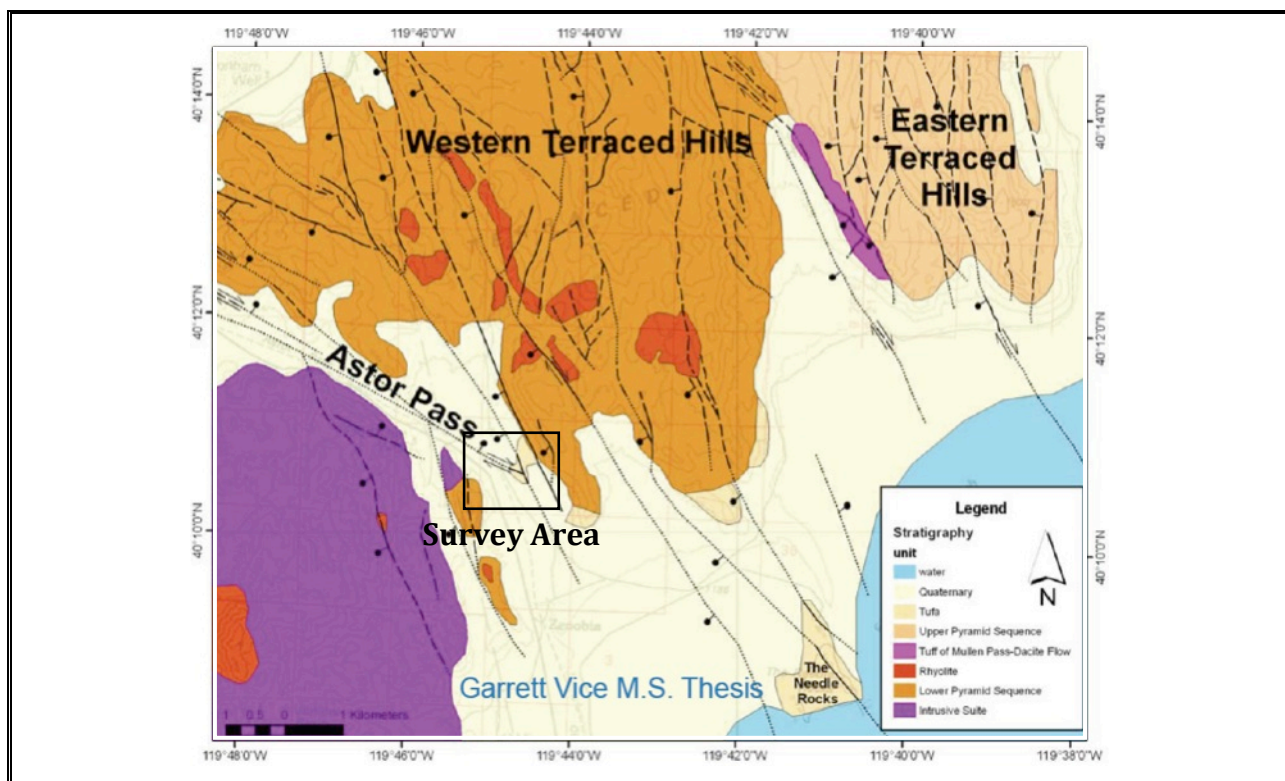 119°48'0"W 119°46'0"W 119°44'0"W 119°42'0"W 119°40'0"W
40°14'0"N
40°14'0"N
Western Terraced Hills
Eastern
Terraced
Hills
40°12'0"N
40°12'0"N
Astor Pass
Survey Area
40°10'0"N
40°10'0"N
Garrett Vice M.S. Thesis
The
Needle
Rocks
Legend
Stratigraphy
unit
water
Quaternary
Tufa
Upper Pyramid Sequence
Tuff of Mullen Pass-Dacite Flow
Rhyolite
Lower Pyramid Sequence
Intrusive Suite
N
1 0.5 0 1 Kilometers
119°48'0"W 119°46'0"W 119°44'0"W 119°42'0"W 119°40'0"W 119°38'0"W